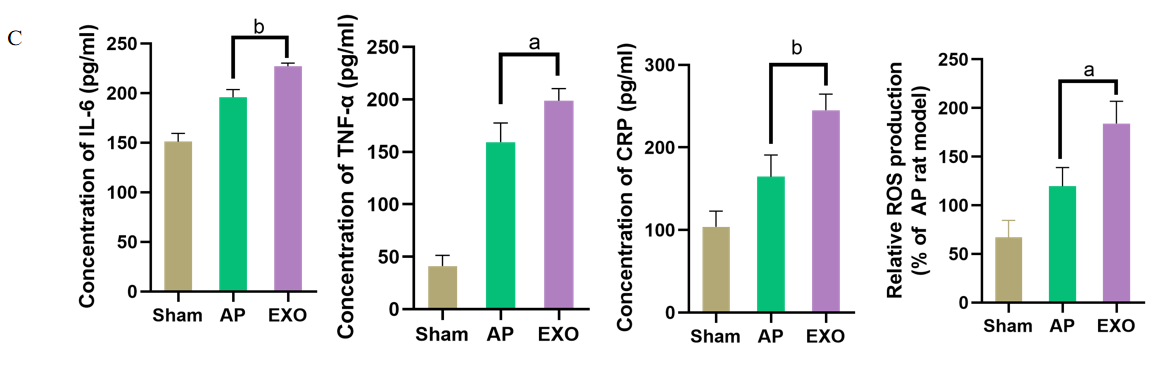 C
Concentration of IL-6 (pg/ml)
250
200
150
100
50
0
b
Sham AP EXO
Concentration of TNF-α (pg/ml)
250
200
150
100
50
0
a
Sham AP EXO
Concentration of CRP (pg/ml)
300
200
100
0
b
Sham AP EXO
Relative ROS production
(% of AP rat model)
250
200
150
100
50
0
a
Sham AP EXO